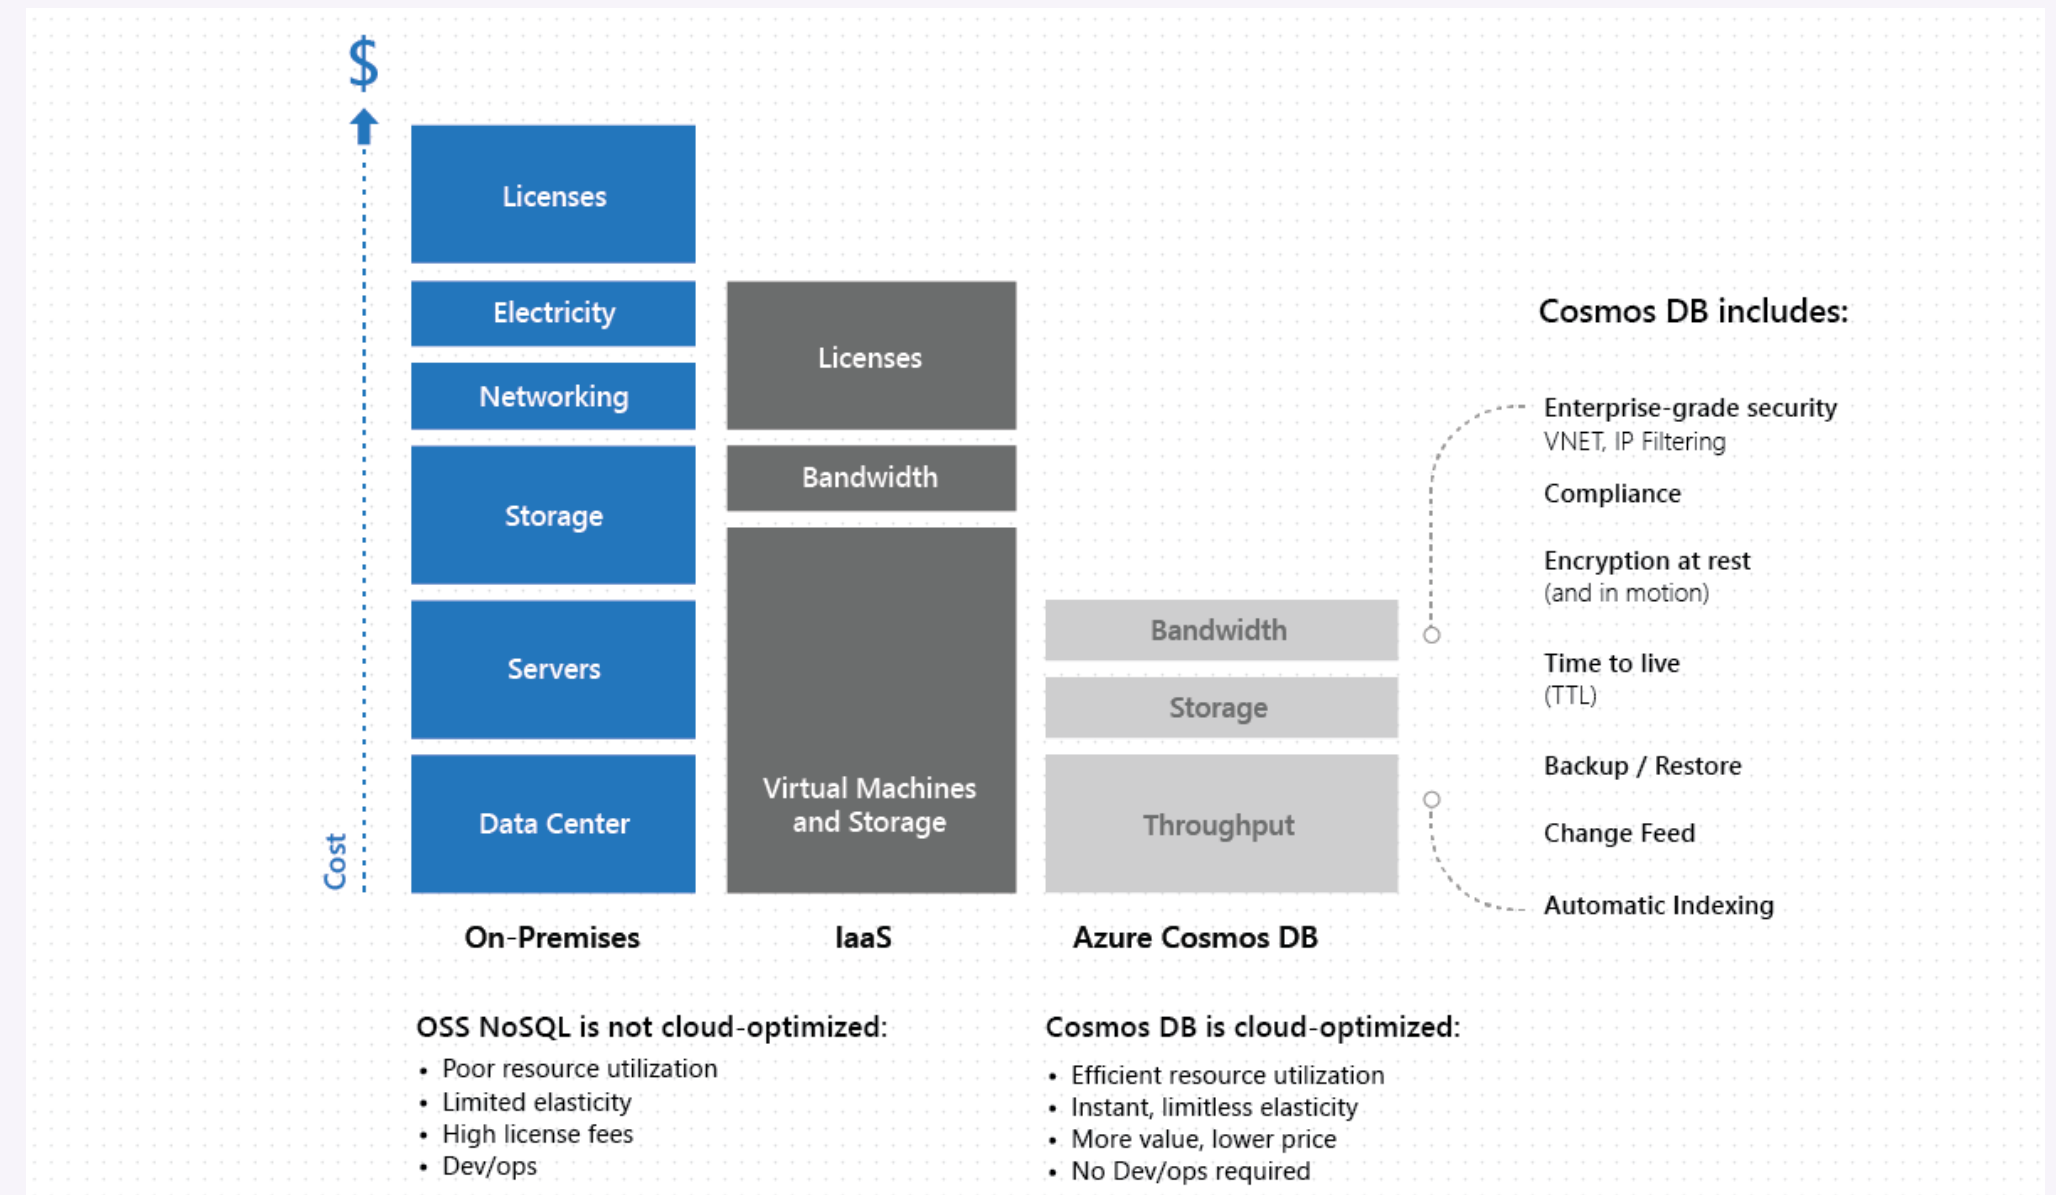 $
Cost
Licenses
Electricity
Networking
Storage
Servers
Data Center
On-Premises
Licenses
Bandwidth
Virtual Machines
and Storage
IaaS
Bandwidth
Storage
Throughput
Azure Cosmos DB
Cosmos DB includes:
Enterprise-grade security
VNET, IP Filtering
Compliance
Encryption at rest
(and in motion)
Time to live
(TTL)
Backup / Restore
Change Feed
Automatic Indexing
OSS NoSQL is not cloud-optimized:
• Poor resource utilization
• Limited elasticity
• High license fees
• Dev/ops
Cosmos DB is cloud-optimized:
• Efficient resource utilization
• Instant, limitless elasticity
• More value, lower price
• No Dev/ops required